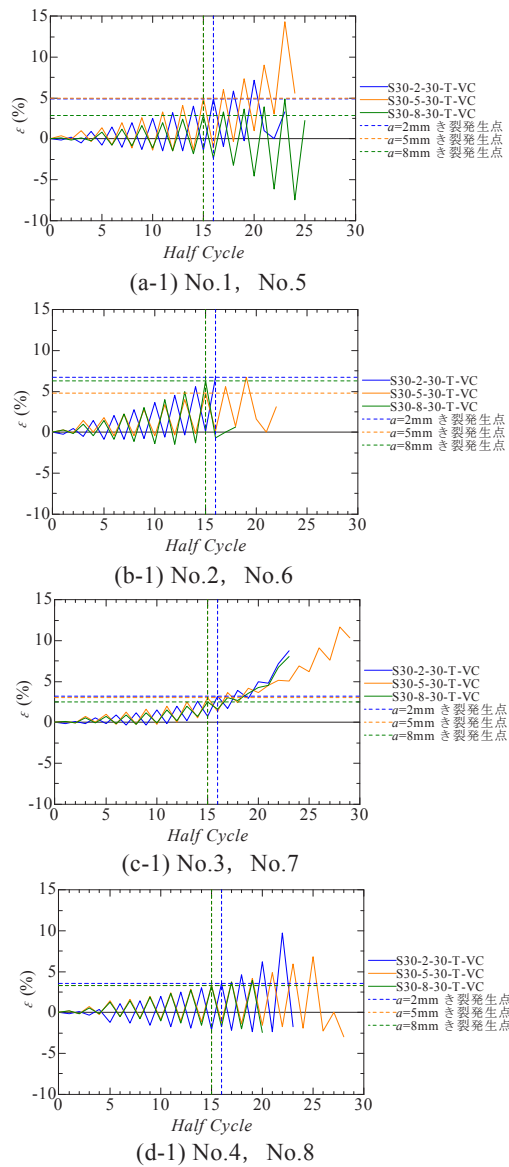 15
10
5
0
5
-10
ε (%)
0 5 10 15 20 25 30
Half Cycle
S30-2-30-T-VC
S30-5-30-T-VC
S30-8-30-T-VC
a=2mm き裂発生点
a=5mm き裂発生点
a=8mm き裂発生点
(a-1) No.1, No.5
15
10
5
0
-5
-10
ε (%)
0 5 10 15 20 25 30
Half Cycle
S30-2-30-T-VC
S30-5-30-T-VC
S30-8-30-T-VC
a=2mm き裂発生点
a=5mm き裂発生点
a=8mm き裂発生点
(b-1) No.2, No.6
15
10
5
0
-5
-10
ε (%)
0 5 10 15 20 25 30
Half Cycle
S30-2-30-T-VC
S30-5-30-T-VC
S30-8-30-T-VC
a=2mm き裂発生点
a=5mm き裂発生点
a=8mm き裂発生点
(c-1) No.3, No.7
15
10
5
0
-5
-10
ε (%)
0 5 10 15 20 25 30
Half Cycle
S30-2-30-T-VC
S30-5-30-T-VC
S30-8-30-T-VC
a=2mm き裂発生点
a=5mm き裂発生点
a=8mm き裂発生点
(d-1) No.4, No.8